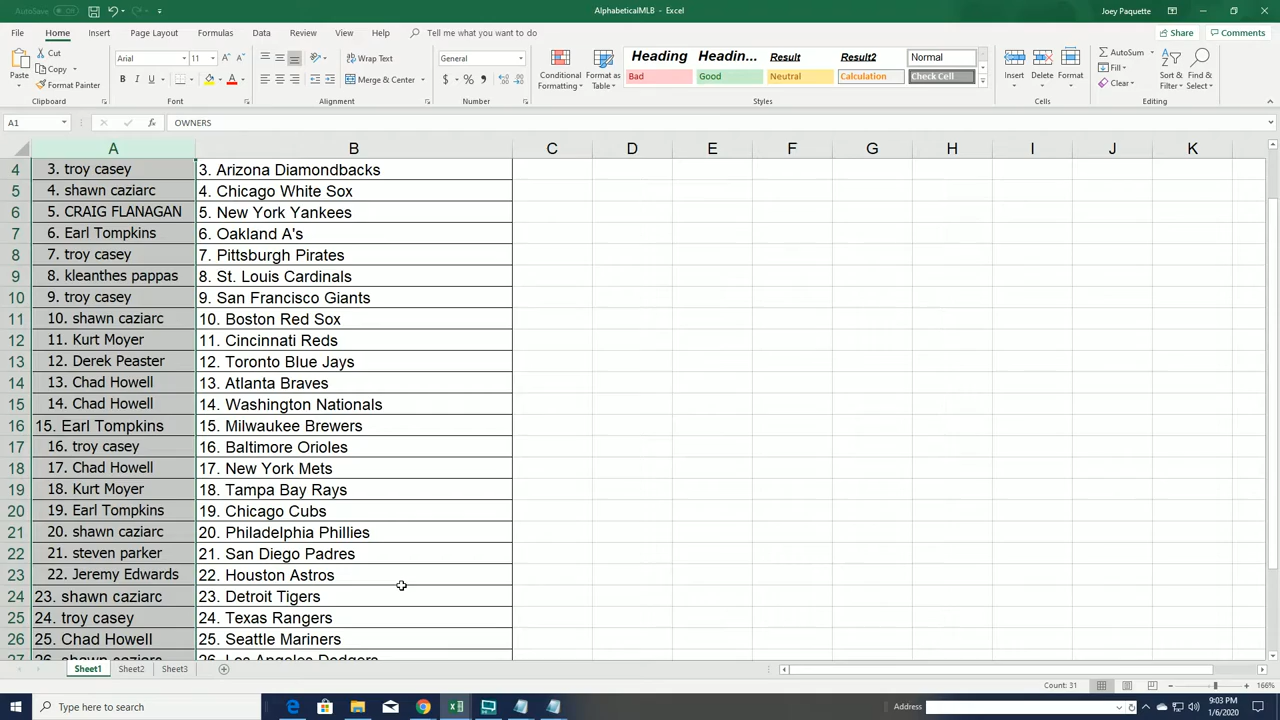 AutoSave Off AlphabeticalMLB - Excel Joey Paquette
File Home Insert Page Layout Formulas Data Review View Help Tell me what you want to do Share Comments
Paste Cut Copy Format Painter Clipboard
Arial 11 A A B I U A Font
Wrap Text Merge & Center Alignment
General $ % , Number
Conditional Formatting Format as Table
Heading Headin... Result Result2 Normal
Bad Good Neutral Calculation Check Cell
Styles
Insert Delete Format Cells
AutoSum Fill Clear Sort & Filter Find & Select Editing
A1 fx OWNERS
A B C D E F G H I J K
4 3. troy casey 3. Arizona Diamondbacks
5 4. shawn caziarc 4. Chicago White Sox
6 5. CRAIG FLANAGAN 5. New York Yankees
7 6. Earl Tompkins 6. Oakland A's
8 7. troy casey 7. Pittsburgh Pirates
9 8. kleanthes pappas 8. St. Louis Cardinals
10 9. troy casey 9. San Francisco Giants
11 10. shawn caziarc 10. Boston Red Sox
12 11. Kurt Moyer 11. Cincinnati Reds
13 12. Derek Peaster 12. Toronto Blue Jays
14 13. Chad Howell 13. Atlanta Braves
15 14. Chad Howell 14. Washington Nationals
16 15. Earl Tompkins 15. Milwaukee Brewers
17 16. troy casey 16. Baltimore Orioles
18 17. Chad Howell 17. New York Mets
19 18. Kurt Moyer 18. Tampa Bay Rays
20 19. Earl Tompkins 19. Chicago Cubs
21 20. shawn caziarc 20. Philadelphia Phillies
22 21. steven parker 21. San Diego Padres
23 22. Jeremy Edwards 22. Houston Astros
24 23. shawn caziarc 23. Detroit Tigers
25 24. troy casey 24. Texas Rangers
26 25. Chad Howell 25. Seattle Mariners
27 26. shawn caziarc 26. Los Angeles Dodgers
Sheet1 Sheet2 Sheet3
Count: 31 166%
Type here to search Address 9:03 PM
1/6/2020